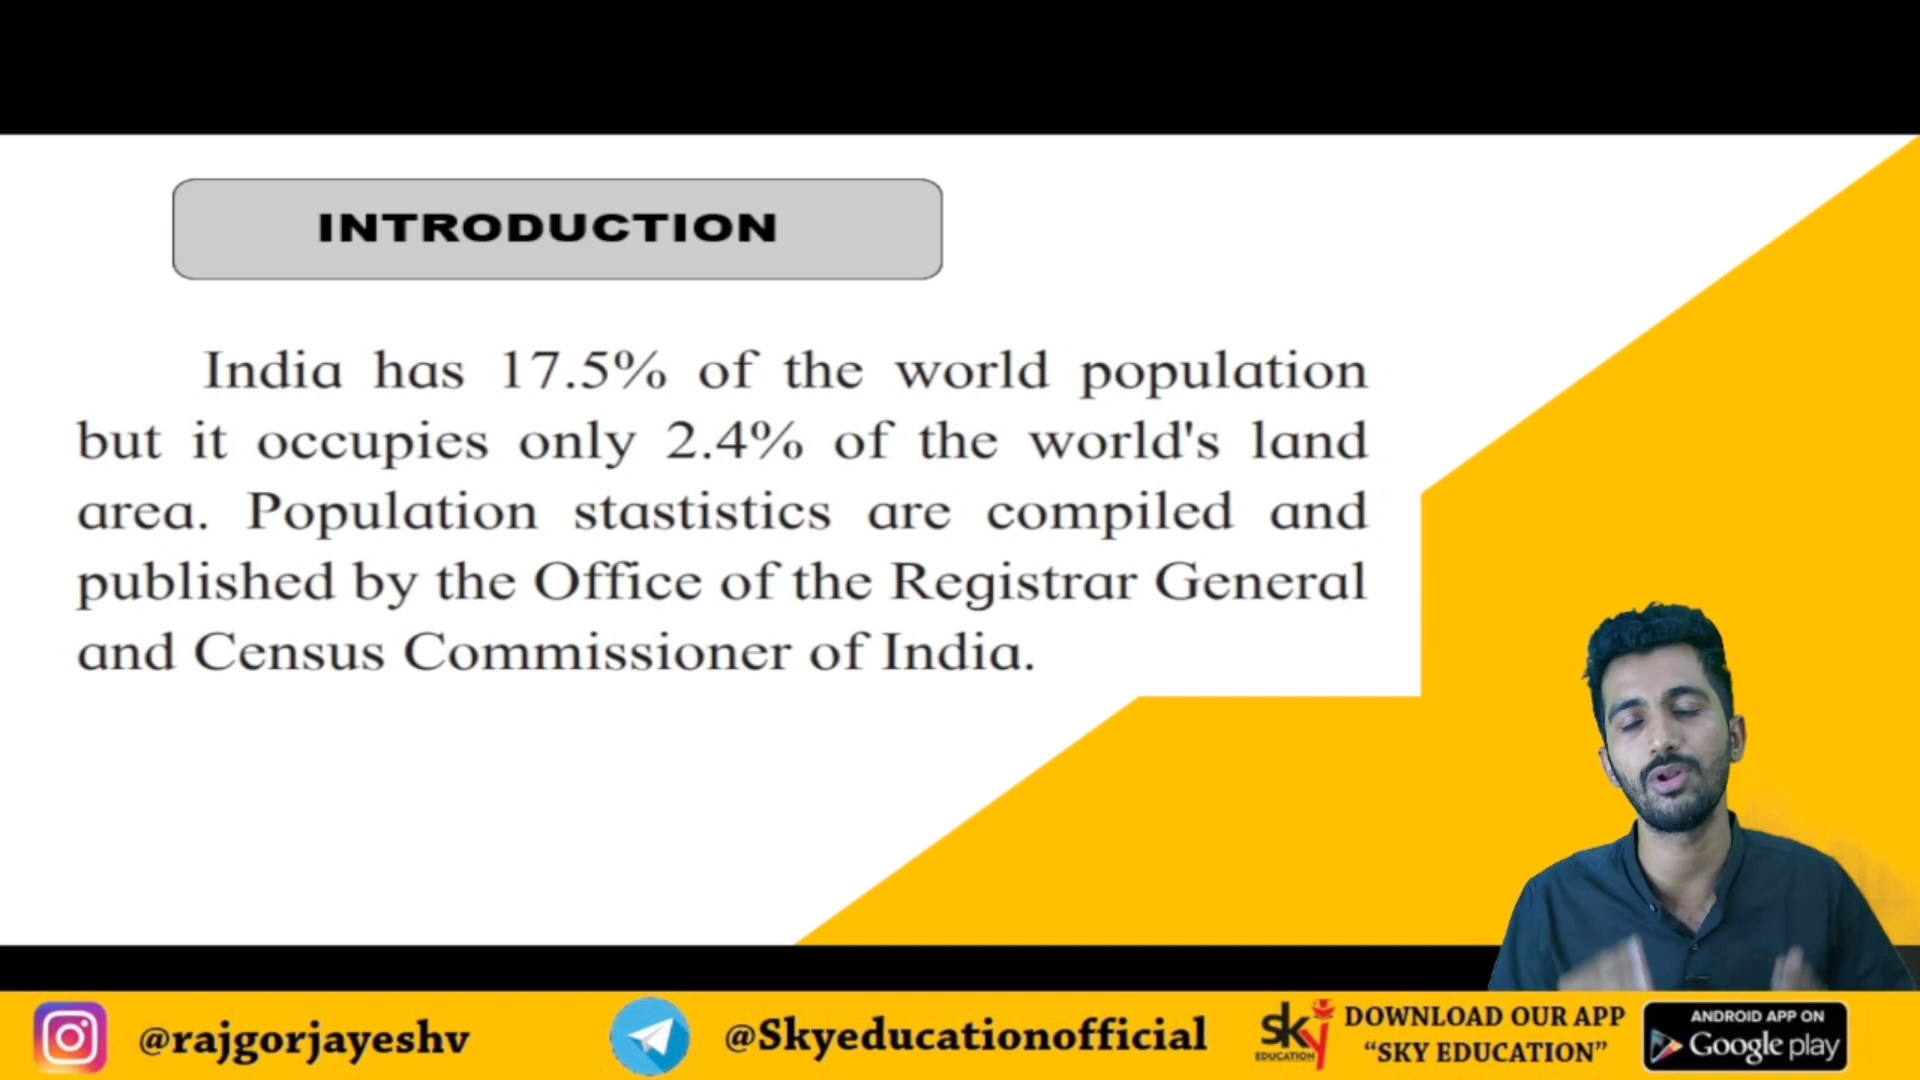 INTRODUCTION
India has 17.5% of the world population
but it occupies only 2.4% of the world's land
area. Population stastistics are compiled and
published by the Office of the Registrar General
and Census Commissioner of India.
@rajgorjayeshv
@Skyeducationofficial
sky
EDUCATION
DOWNLOAD OUR APP
“SKY EDUCATION”
ANDROID APP ON
Google play